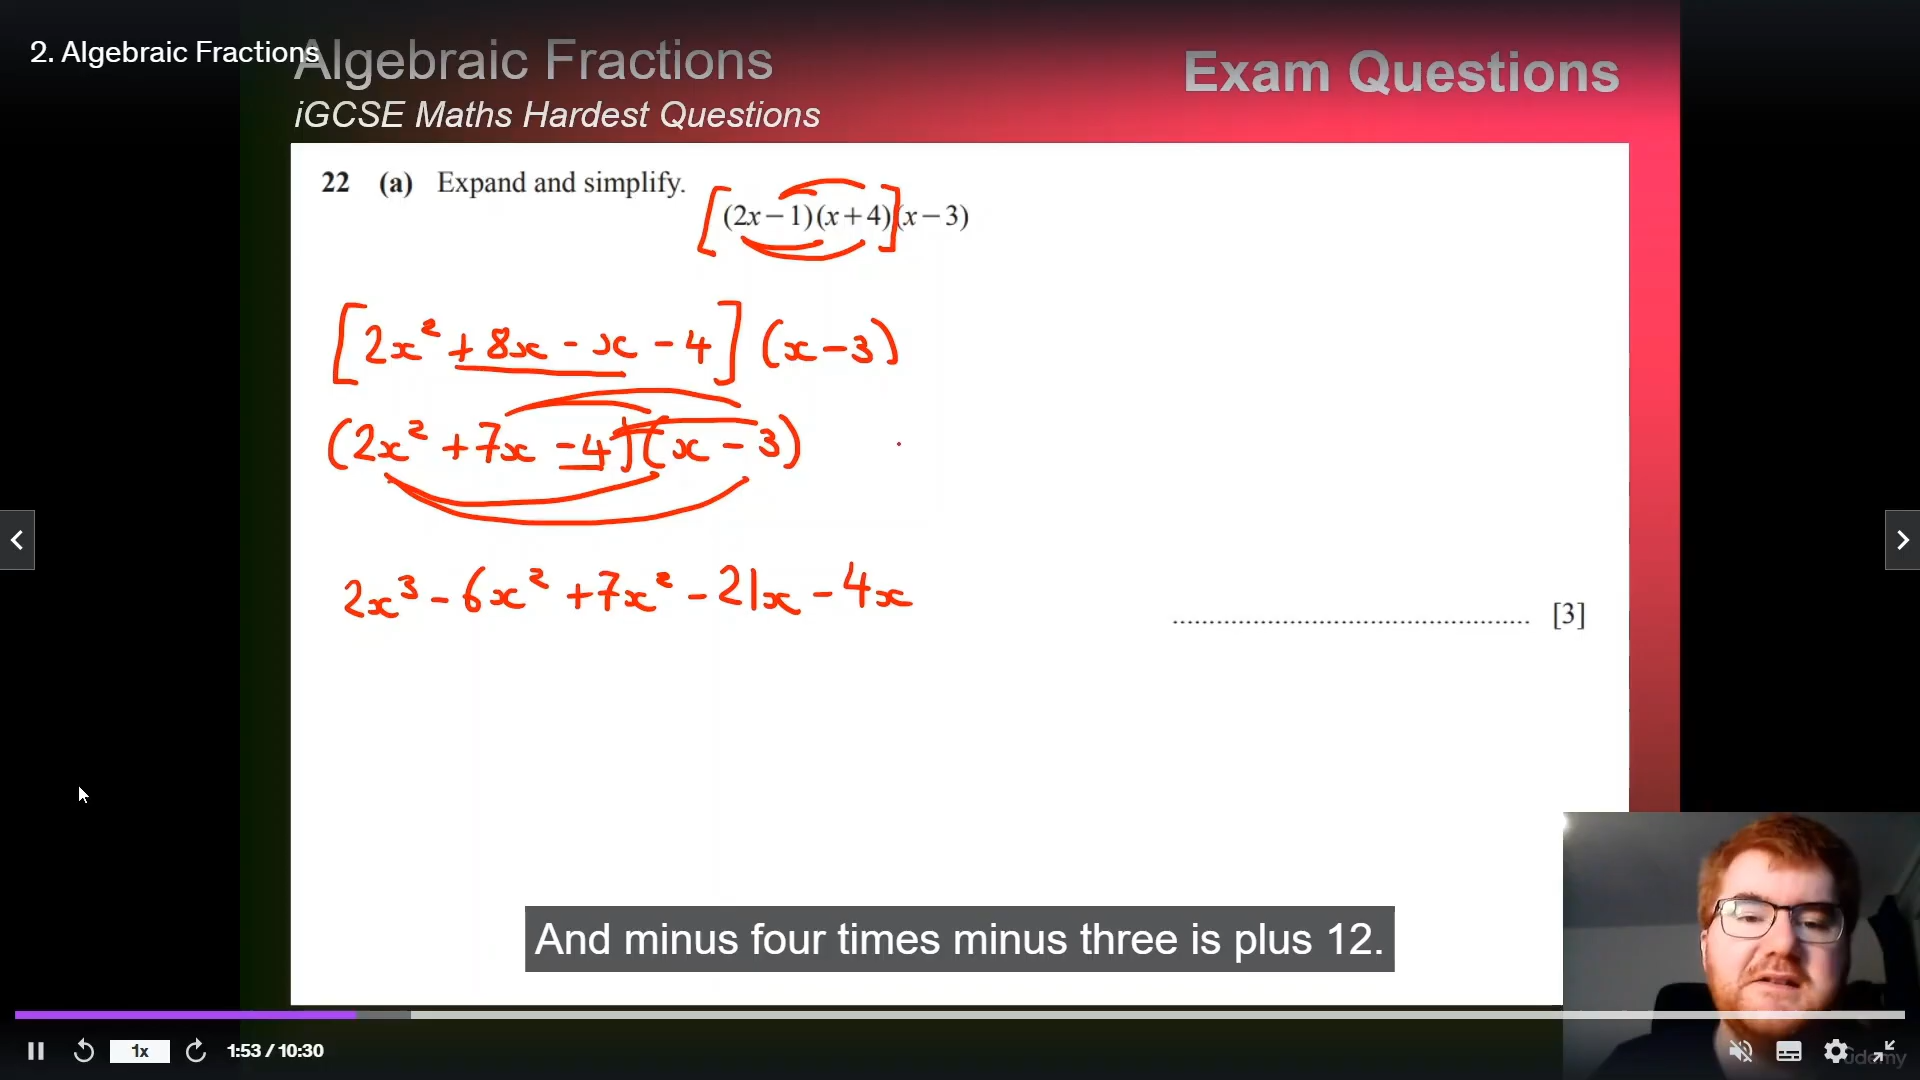 2. Algebraic Fractions
Algebraic Fractions
Exam Questions
iGCSE Maths Hardest Questions
22 (a) Expand and simplify.
[(2x − 1)(x + 4)](x − 3)
[2x² + 8x − x − 4] (x − 3)
(2x² + 7x − 4)(x − 3)
2x³ − 6x² + 7x² − 21x − 4x
.................................................. [3]
And minus four times minus three is plus 12.
1x
1:53 / 10:30
udemy